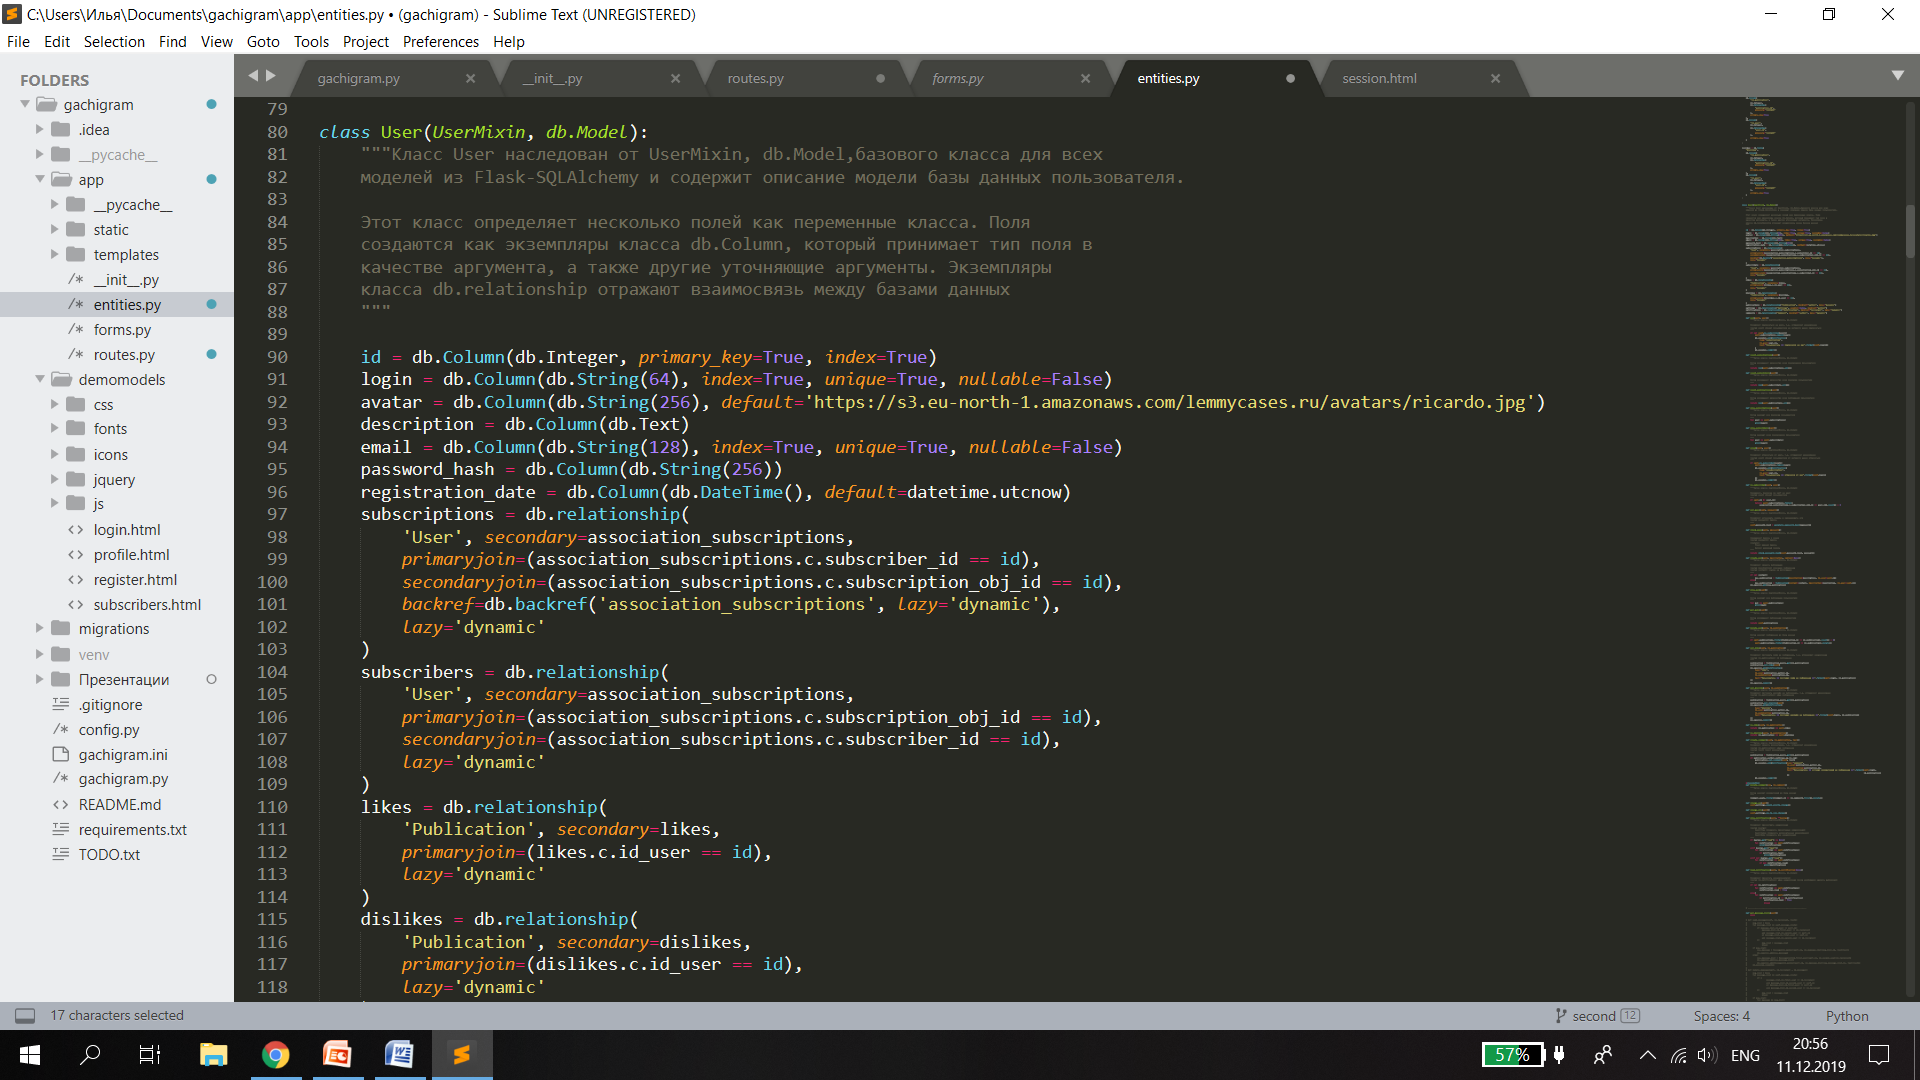 C:\Users\Илья\Documents\gachigram\app\entities.py • (gachigram) - Sublime Text (UNREGISTERED)
File Edit Selection Find View Goto Tools Project Preferences Help
FOLDERS
gachigram
.idea
__pycache__
app
__pycache__
static
templates
/* __init__.py
/* entities.py
/* forms.py
/* routes.py
demomodels
css
fonts
icons
jquery
js
<> login.html
<> profile.html
<> register.html
<> subscribers.html
migrations
venv
Презентации
.gitignore
/* config.py
gachigram.ini
/* gachigram.py
<> README.md
requirements.txt
TODO.txt
gachigram.py × __init__.py × routes.py • forms.py × entities.py • session.html ×
79
80 class User(UserMixin, db.Model):
81     """Класс User наследован от UserMixin, db.Model,базового класса для всех
82     моделей из Flask-SQLAlchemy и содержит описание модели базы данных пользователя.
83
84     Этот класс определяет несколько полей как переменные класса. Поля
85     создаются как экземпляры класса db.Column, который принимает тип поля в
86     качестве аргумента, а также другие уточняющие аргументы. Экземпляры
87     класса db.relationship отражают взаимосвязь между базами данных
88     """
89
90     id = db.Column(db.Integer, primary_key=True, index=True)
91     login = db.Column(db.String(64), index=True, unique=True, nullable=False)
92     avatar = db.Column(db.String(256), default='https://s3.eu-north-1.amazonaws.com/lemmycases.ru/avatars/ricardo.jpg')
93     description = db.Column(db.Text)
94     email = db.Column(db.String(128), index=True, unique=True, nullable=False)
95     password_hash = db.Column(db.String(256))
96     registration_date = db.Column(db.DateTime(), default=datetime.utcnow)
97     subscriptions = db.relationship(
98         'User', secondary=association_subscriptions,
99         primaryjoin=(association_subscriptions.c.subscriber_id == id),
100         secondaryjoin=(association_subscriptions.c.subscription_obj_id == id),
101         backref=db.backref('association_subscriptions', lazy='dynamic'),
102         lazy='dynamic'
103     )
104     subscribers = db.relationship(
105         'User', secondary=association_subscriptions,
106         primaryjoin=(association_subscriptions.c.subscription_obj_id == id),
107         secondaryjoin=(association_subscriptions.c.subscriber_id == id),
108         lazy='dynamic'
109     )
110     likes = db.relationship(
111         'Publication', secondary=likes,
112         primaryjoin=(likes.c.id_user == id),
113         lazy='dynamic'
114     )
115     dislikes = db.relationship(
116         'Publication', secondary=dislikes,
117         primaryjoin=(dislikes.c.id_user == id),
118         lazy='dynamic'
17 characters selected second 12 Spaces: 4 Python
57% ENG 20:56
11.12.2019